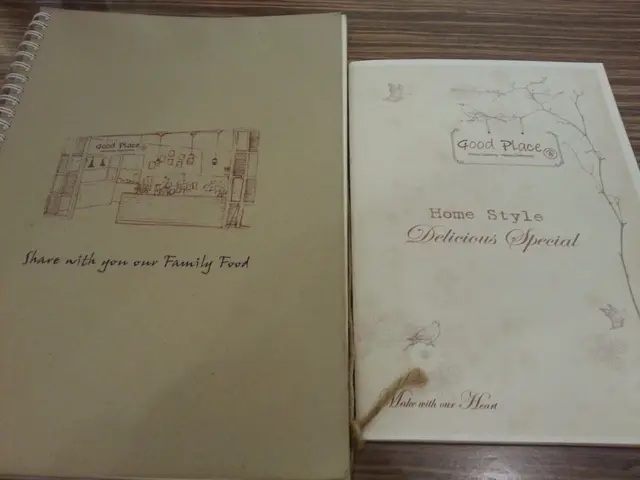 Good Place
Share with you our Family Food
Good Place
Home Style
Delicious Special
Make with our Heart